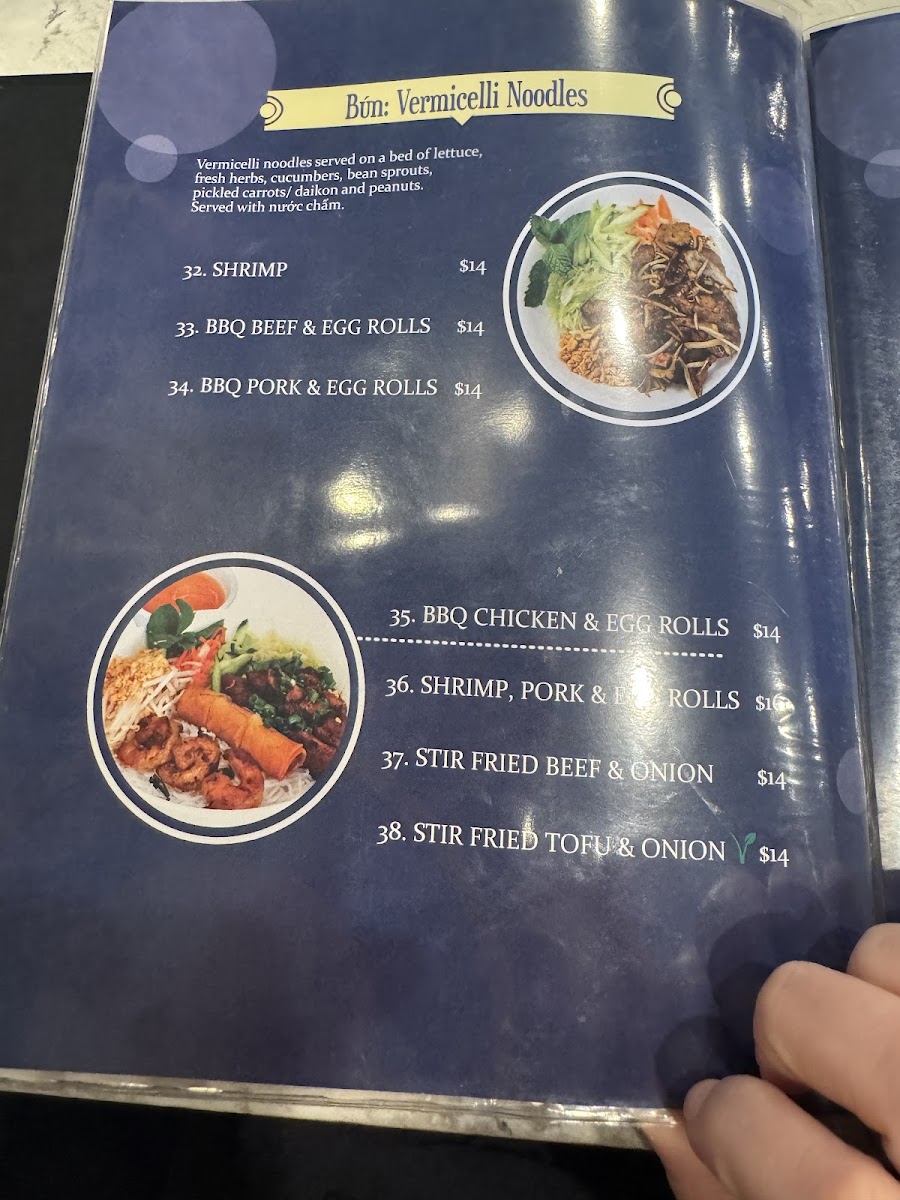 Bún: Vermicelli Noodles
Vermicelli noodles served on a bed of lettuce,
fresh herbs, cucumbers, bean sprouts,
pickled carrots/ daikon and peanuts.
Served with nước chấm.
32. SHRIMP $14
33. BBQ BEEF & EGG ROLLS $14
34. BBQ PORK & EGG ROLLS $14
35. BBQ CHICKEN & EGG ROLLS $14
36. SHRIMP, PORK & EGG ROLLS
37. STIR FRIED BEEF & ONION $14
38. STIR FRIED TOFU & ONION $14